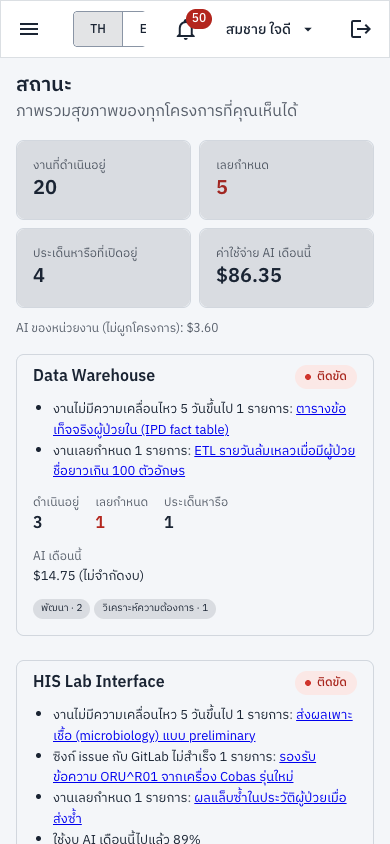 TH E 50 สมชาย ใจดี
สถานะ
ภาพรวมสุขภาพของทุกโครงการที่คุณเห็นได้
งานที่ดำเนินอยู่ เลยกำหนด
20 5
ประเด็นหารือที่เปิดอยู่ ค่าใช้จ่าย AI เดือนนี้
4 $86.35
AI ของหน่วยงาน (ไม่ผูกโครงการ): $3.60
Data Warehouse ติดขัด
งานไม่มีความเคลื่อนไหว 5 วันขึ้นไป 1 รายการ: ตารางข้อ
เท็จจริงผู้ป่วยใน (IPD fact table)
งานเลยกำหนด 1 รายการ: ETL รายวันล้มเหลวเมื่อมีผู้ป่วย
ชื่อยาวเกิน 100 ตัวอักษร
ดำเนินอยู่ เลยกำหนด ประเด็นหารือ
3 1 1
AI เดือนนี้
$14.75 (ไม่จำกัดงบ)
พัฒนา · 2 วิเคราะห์ความต้องการ · 1
HIS Lab Interface ติดขัด
งานไม่มีความเคลื่อนไหว 5 วันขึ้นไป 1 รายการ: ส่งผลเพาะ
เชื้อ (microbiology) แบบ preliminary
ซิงก์ issue กับ GitLab ไม่สำเร็จ 1 รายการ: รองรับ
ข้อความ ORU^R01 จากเครื่อง Cobas รุ่นใหม่
งานเลยกำหนด 1 รายการ: ผลแล็บซ้ำในประวัติผู้ป่วยเมื่อ
ส่งซ้ำ
ใช้งบ AI เดือนนี้ไปแล้ว 89%